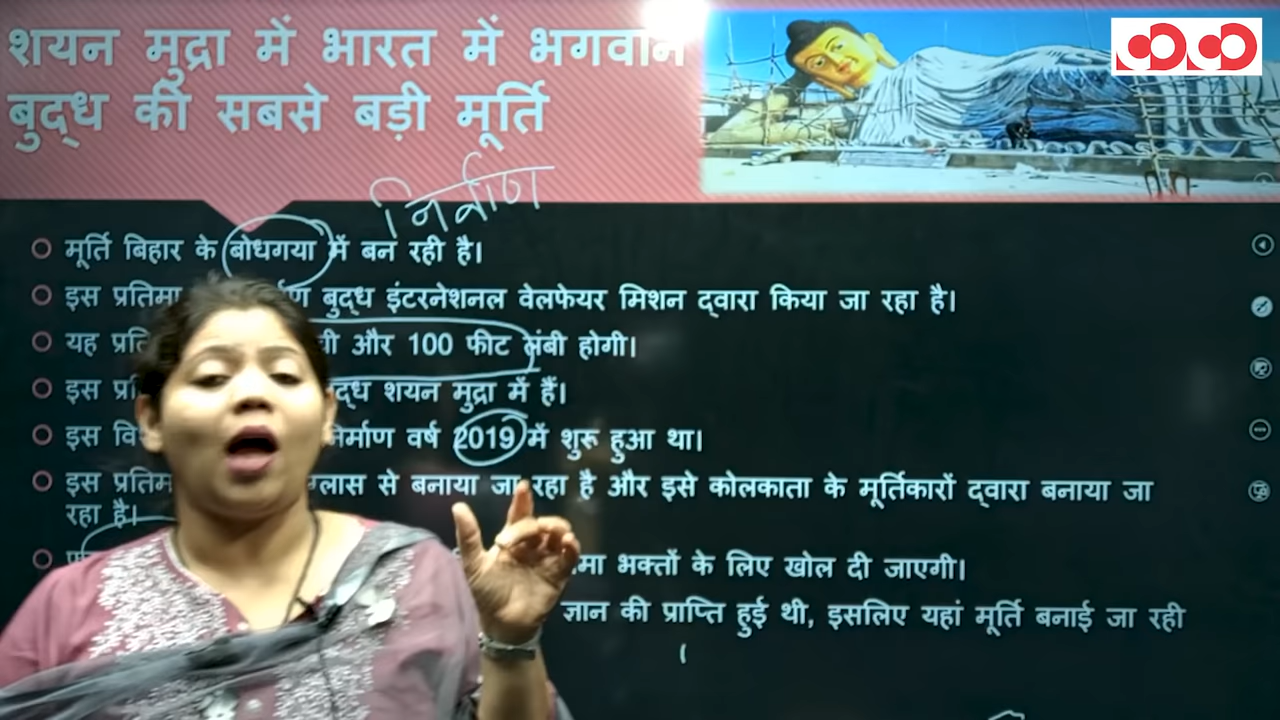 शयन मुद्रा में भारत में भगवान
बुद्ध की सबसे बड़ी मूर्ति
निर्वाण
मूर्ति बिहार के बोधगया में बन रही है।
इस प्रतिमा बुद्ध इंटरनेशनल वेलफेयर मिशन द्वारा किया जा रहा है।
यह और 100 फीट लंबी होगी।
इस शयन मुद्रा में हैं।
इस वर्ष 2019 में शुरू हुआ था।
इस से बनाया जा रहा है और इसे कोलकाता के मूर्तिकारों द्वारा बनाया जा
रहा है।
भक्तों के लिए खोल दी जाएगी।
ज्ञान की प्राप्ति हुई थी, इसलिए यहां मूर्ति बनाई जा रही